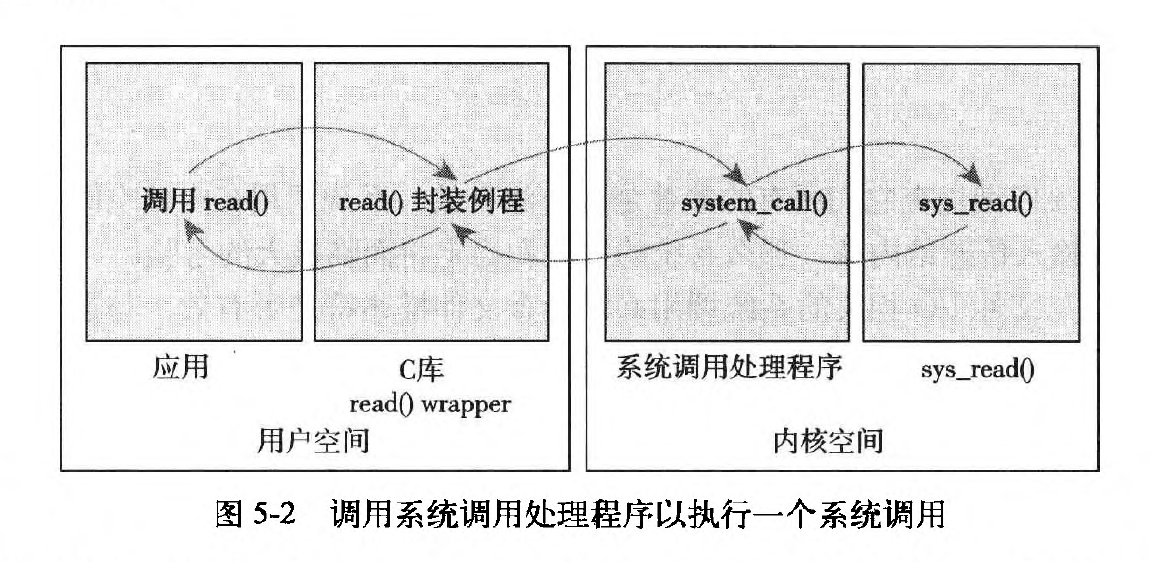 调用 read()
read() 封装例程
system_call()
sys_read()
应用
C库
read() wrapper
系统调用处理程序
sys_read()
用户空间
内核空间
图 5-2 调用系统调用处理程序以执行一个系统调用